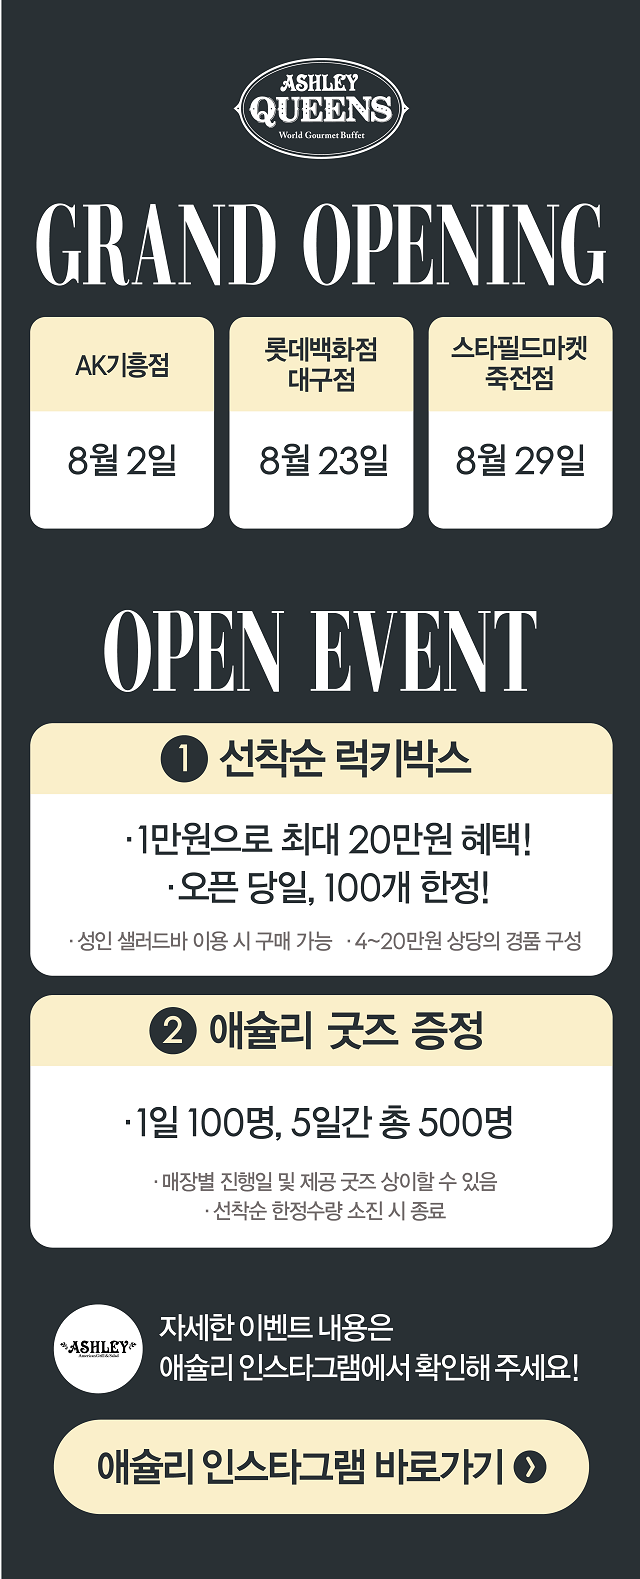 ASHLEY
QUEENS
World Gourmet Buffet
GRAND OPENING
AK기흥점
8월 2일
롯데백화점
대구점
8월 23일
스타필드마켓
죽전점
8월 29일
OPEN EVENT
1 선착순 럭키박스
·1만원으로 최대 20만원 혜택!
·오픈 당일, 100개 한정!
·성인 샐러드바 이용 시 구매 가능 ·4~20만원 상당의 경품 구성
2 애슐리 굿즈 증정
·1일 100명, 5일간 총 500명
·매장별 진행일 및 제공 굿즈 상이할 수 있음
·선착순 한정수량 소진 시 종료
ASHLEY
American Grill & Salad
자세한 이벤트 내용은
애슐리 인스타그램에서 확인해 주세요!
애슐리 인스타그램 바로가기